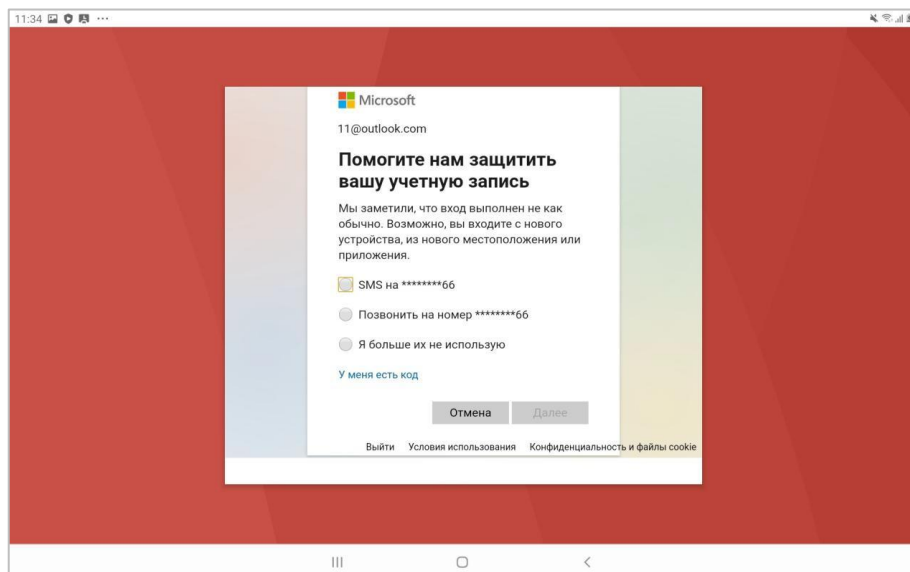 11:34
Microsoft
11@outlook.com
Помогите нам защитить
вашу учетную запись
Мы заметили, что вход выполнен не как
обычно. Возможно, вы входите с нового
устройства, из нового местоположения или
приложения.
SMS на ********66
Позвонить на номер ********66
Я больше их не использую
У меня есть код
Отмена Далее
Выйти Условия использования Конфиденциальность и файлы cookie